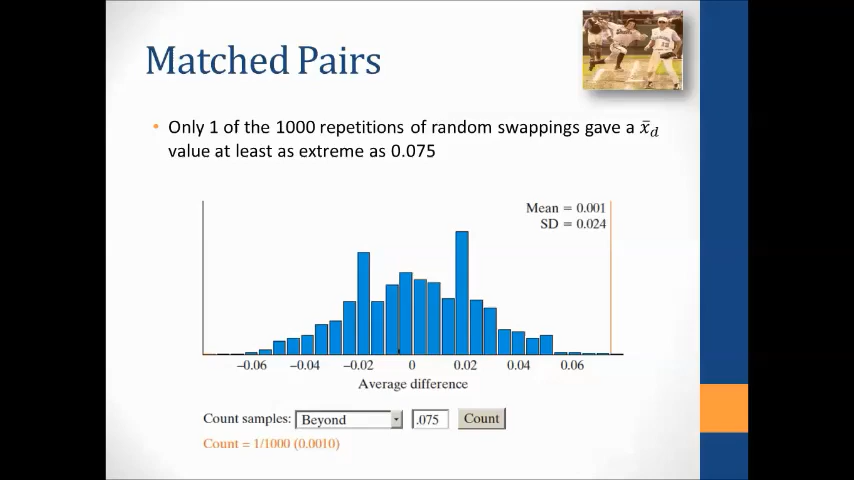 Matched Pairs
• Only 1 of the 1000 repetitions of random swappings gave a x̄d
value at least as extreme as 0.075
Mean = 0.001
SD = 0.024
−0.06 −0.04 −0.02 0 0.02 0.04 0.06
Average difference
Count samples: Beyond .075 Count
Count = 1/1000 (0.0010)